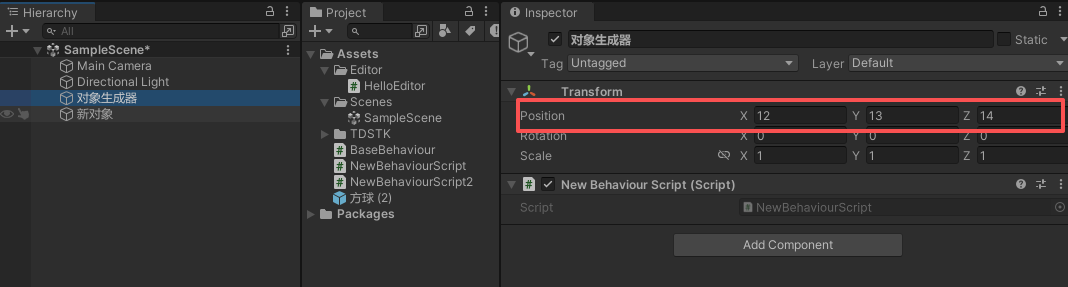 Hierarchy
All
SampleScene*
Main Camera
Directional Light
对象生成器
新对象
Project
Assets
Editor
HelloEditor
Scenes
SampleScene
TDSTK
BaseBehaviour
NewBehaviourScript
NewBehaviourScript2
方球 (2)
Packages
Inspector
对象生成器 Static
Tag Untagged Layer Default
Transform
Position X 12 Y 13 Z 14
Rotation X 0 Y 0 Z 0
Scale X 1 Y 1 Z 1
New Behaviour Script (Script)
Script NewBehaviourScript
Add Component